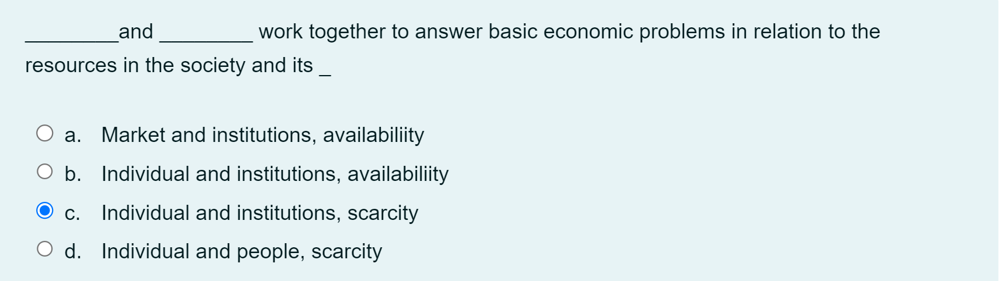 ________and ________ work together to answer basic economic problems in relation to the
resources in the society and its _
a. Market and institutions, availabiliity
b. Individual and institutions, availabiliity
c. Individual and institutions, scarcity
d. Individual and people, scarcity